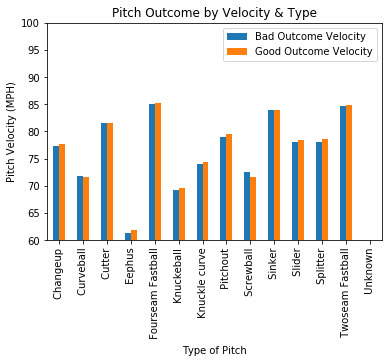 Pitch Outcome by Velocity & Type
Bad Outcome Velocity
Good Outcome Velocity
Pitch Velocity (MPH)
100
95
90
85
80
75
70
65
60
Changeup
Curveball
Cutter
Eephus
Fourseam Fastball
Knuckeball
Knuckle curve
Pitchout
Screwball
Sinker
Slider
Splitter
Twoseam Fastball
Unknown
Type of Pitch